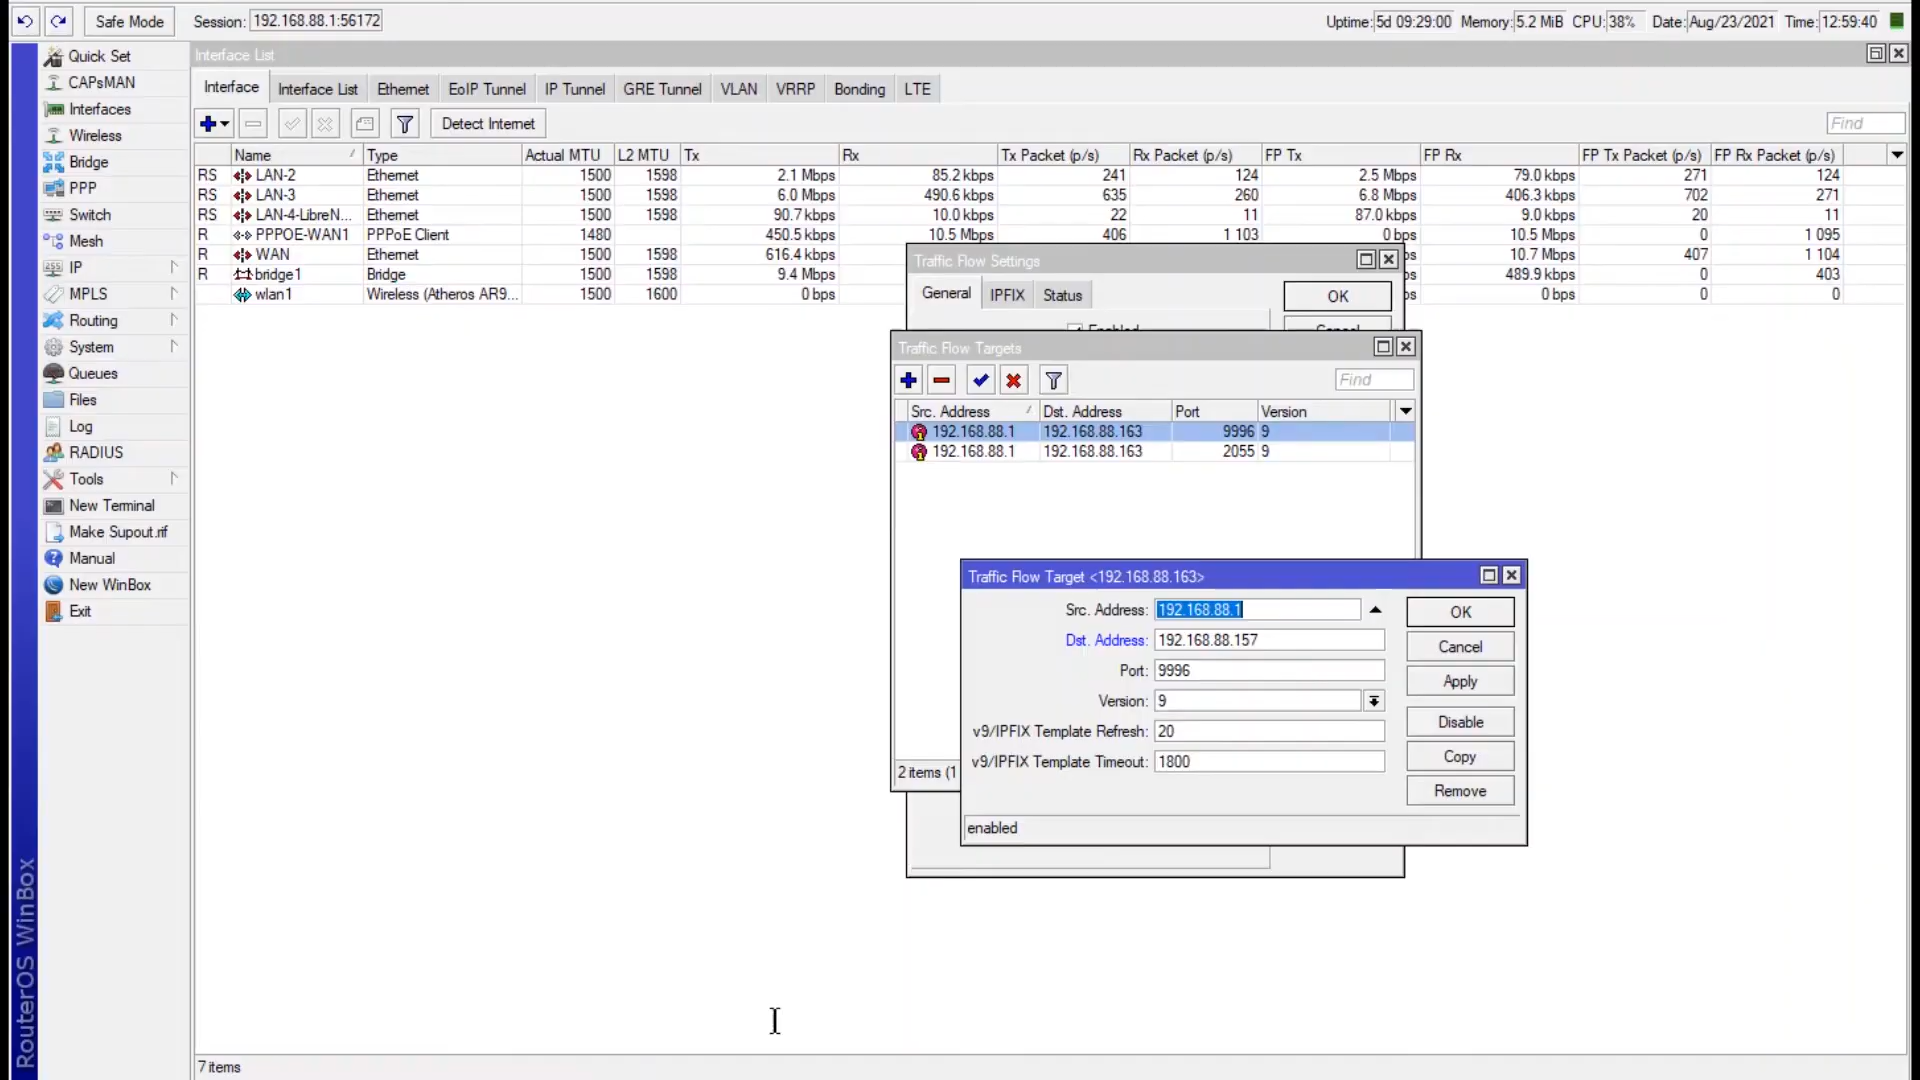 Safe Mode Session: 192.168.88.1:56172 Uptime: 5d 09:29:00 Memory: 5.2 MiB CPU: 38% Date: Aug/23/2021 Time: 12:59:40
Quick Set
CAPsMAN
Interfaces
Wireless
Bridge
PPP
Switch
Mesh
IP
MPLS
Routing
System
Queues
Files
Log
RADIUS
Tools
New Terminal
Make Supout.rif
Manual
New WinBox
Exit
RouterOS WinBox
Interface List
Interface Interface List Ethernet EoIP Tunnel IP Tunnel GRE Tunnel VLAN VRRP Bonding LTE
Detect Internet Find
Name Type Actual MTU L2 MTU Tx Rx Tx Packet (p/s) Rx Packet (p/s) FP Tx FP Rx FP Tx Packet (p/s) FP Rx Packet (p/s)
RS LAN-2 Ethernet 1500 1598 2.1 Mbps 85.2 kbps 241 124 2.5 Mbps 79.0 kbps 271 124
RS LAN-3 Ethernet 1500 1598 6.0 Mbps 490.6 kbps 635 260 6.8 Mbps 406.3 kbps 702 271
RS LAN-4-LibreN... Ethernet 1500 1598 90.7 kbps 10.0 kbps 22 11 87.0 kbps 9.0 kbps 20 11
R PPPOE-WAN1 PPPoE Client 1480 450.5 kbps 10.5 Mbps 406 1 103 0 bps 10.5 Mbps 0 1 095
R WAN Ethernet 1500 1598 616.4 kbps 10.7 Mbps 407 1 104
R bridge1 Bridge 1500 1598 9.4 Mbps 489.9 kbps 0 403
wlan1 Wireless (Atheros AR9... 1500 1600 0 bps 0 bps 0 0
7 items
Traffic Flow Settings
General IPFIX Status OK
Enabled Cancel
Traffic Flow Targets
Find
Src. Address Dst. Address Port Version
192.168.88.1 192.168.88.163 9996 9
192.168.88.1 192.168.88.163 2055 9
2 items (1
Traffic Flow Target <192.168.88.163>
Src. Address: 192.168.88.1 OK
Dst. Address: 192.168.88.157 Cancel
Port: 9996 Apply
Version: 9 Disable
v9/IPFIX Template Refresh: 20 Copy
v9/IPFIX Template Timeout: 1800 Remove
enabled